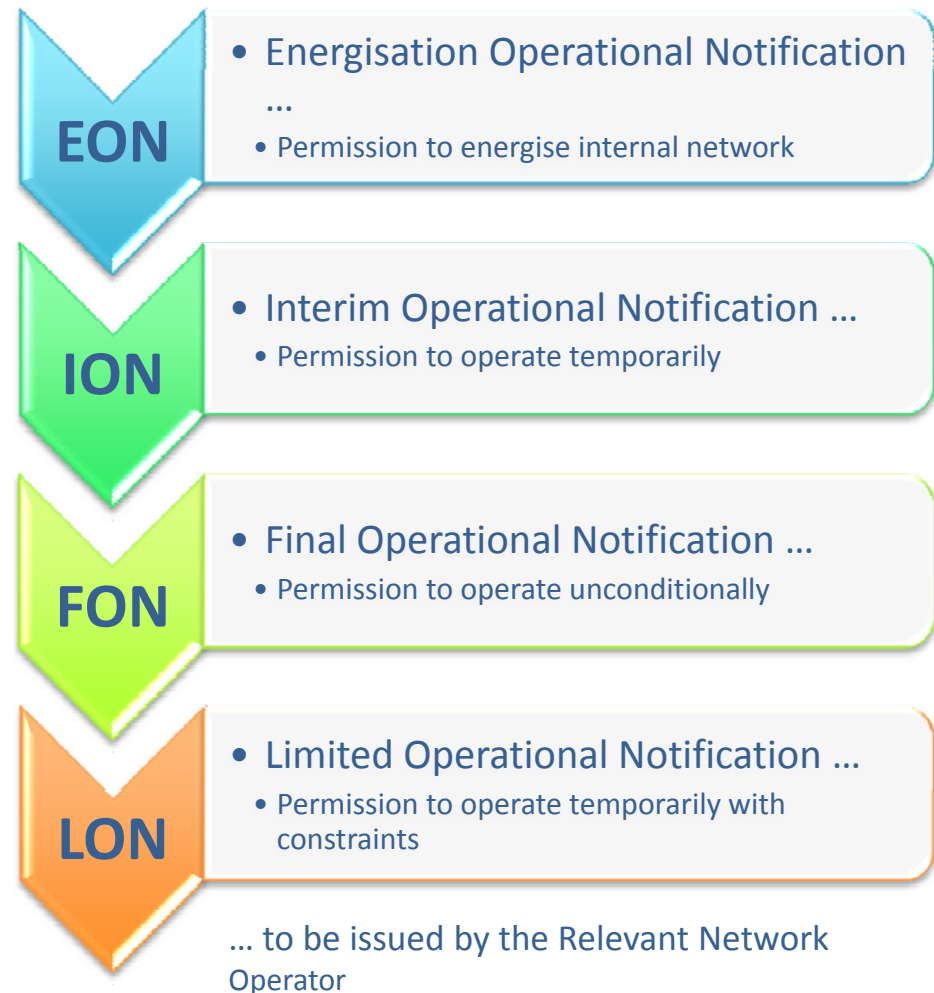 EON
• Energisation Operational Notification
...
• Permission to energise internal network
ION
• Interim Operational Notification ...
• Permission to operate temporarily
FON
• Final Operational Notification ...
• Permission to operate unconditionally
LON
• Limited Operational Notification ...
• Permission to operate temporarily with
constraints
... to be issued by the Relevant Network
Operator